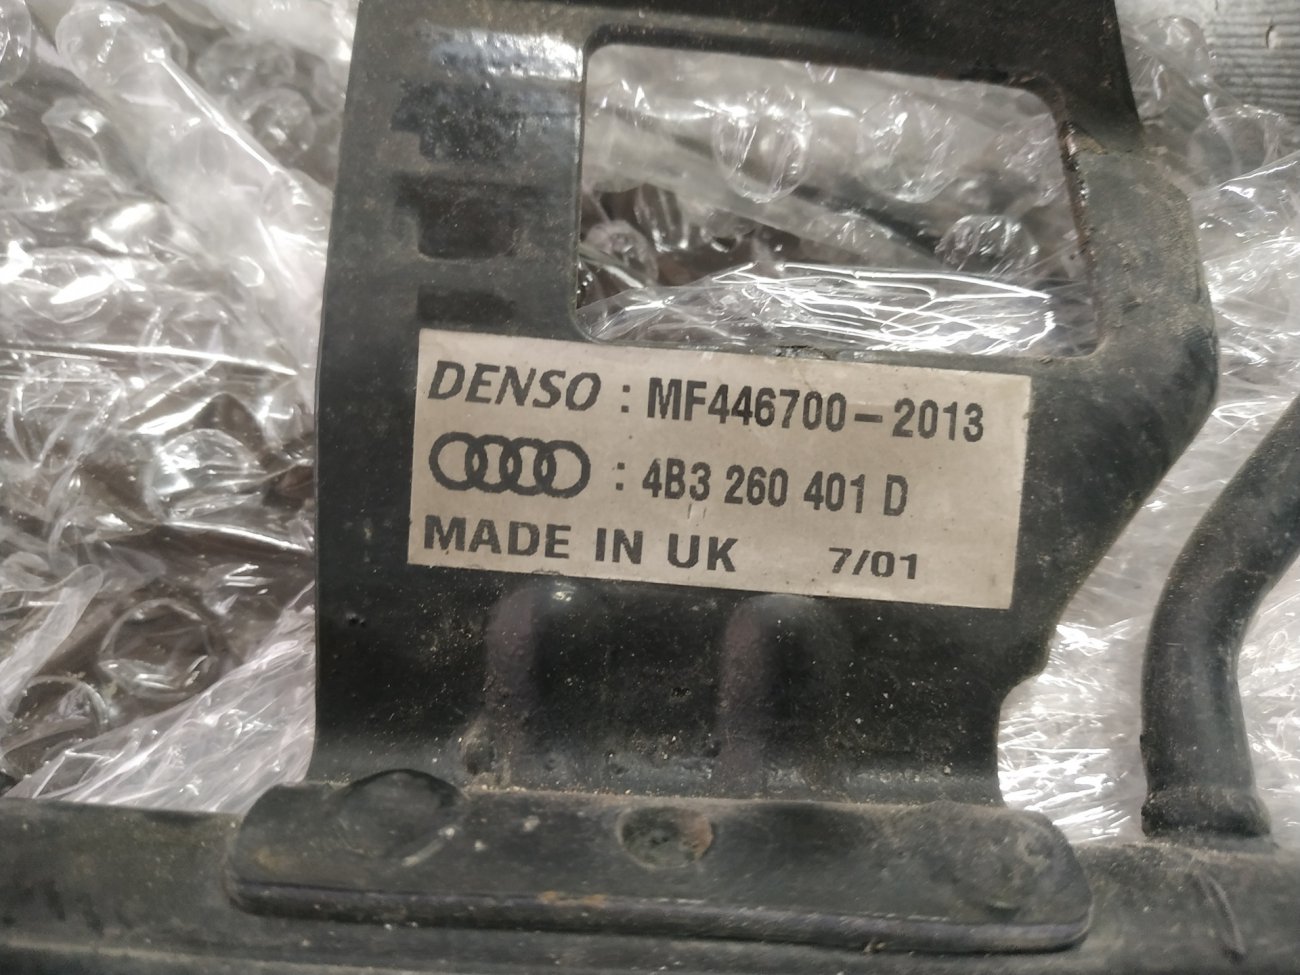 DENSO : MF446700-2013
: 4B3 260 401 D
MADE IN UK 7/01